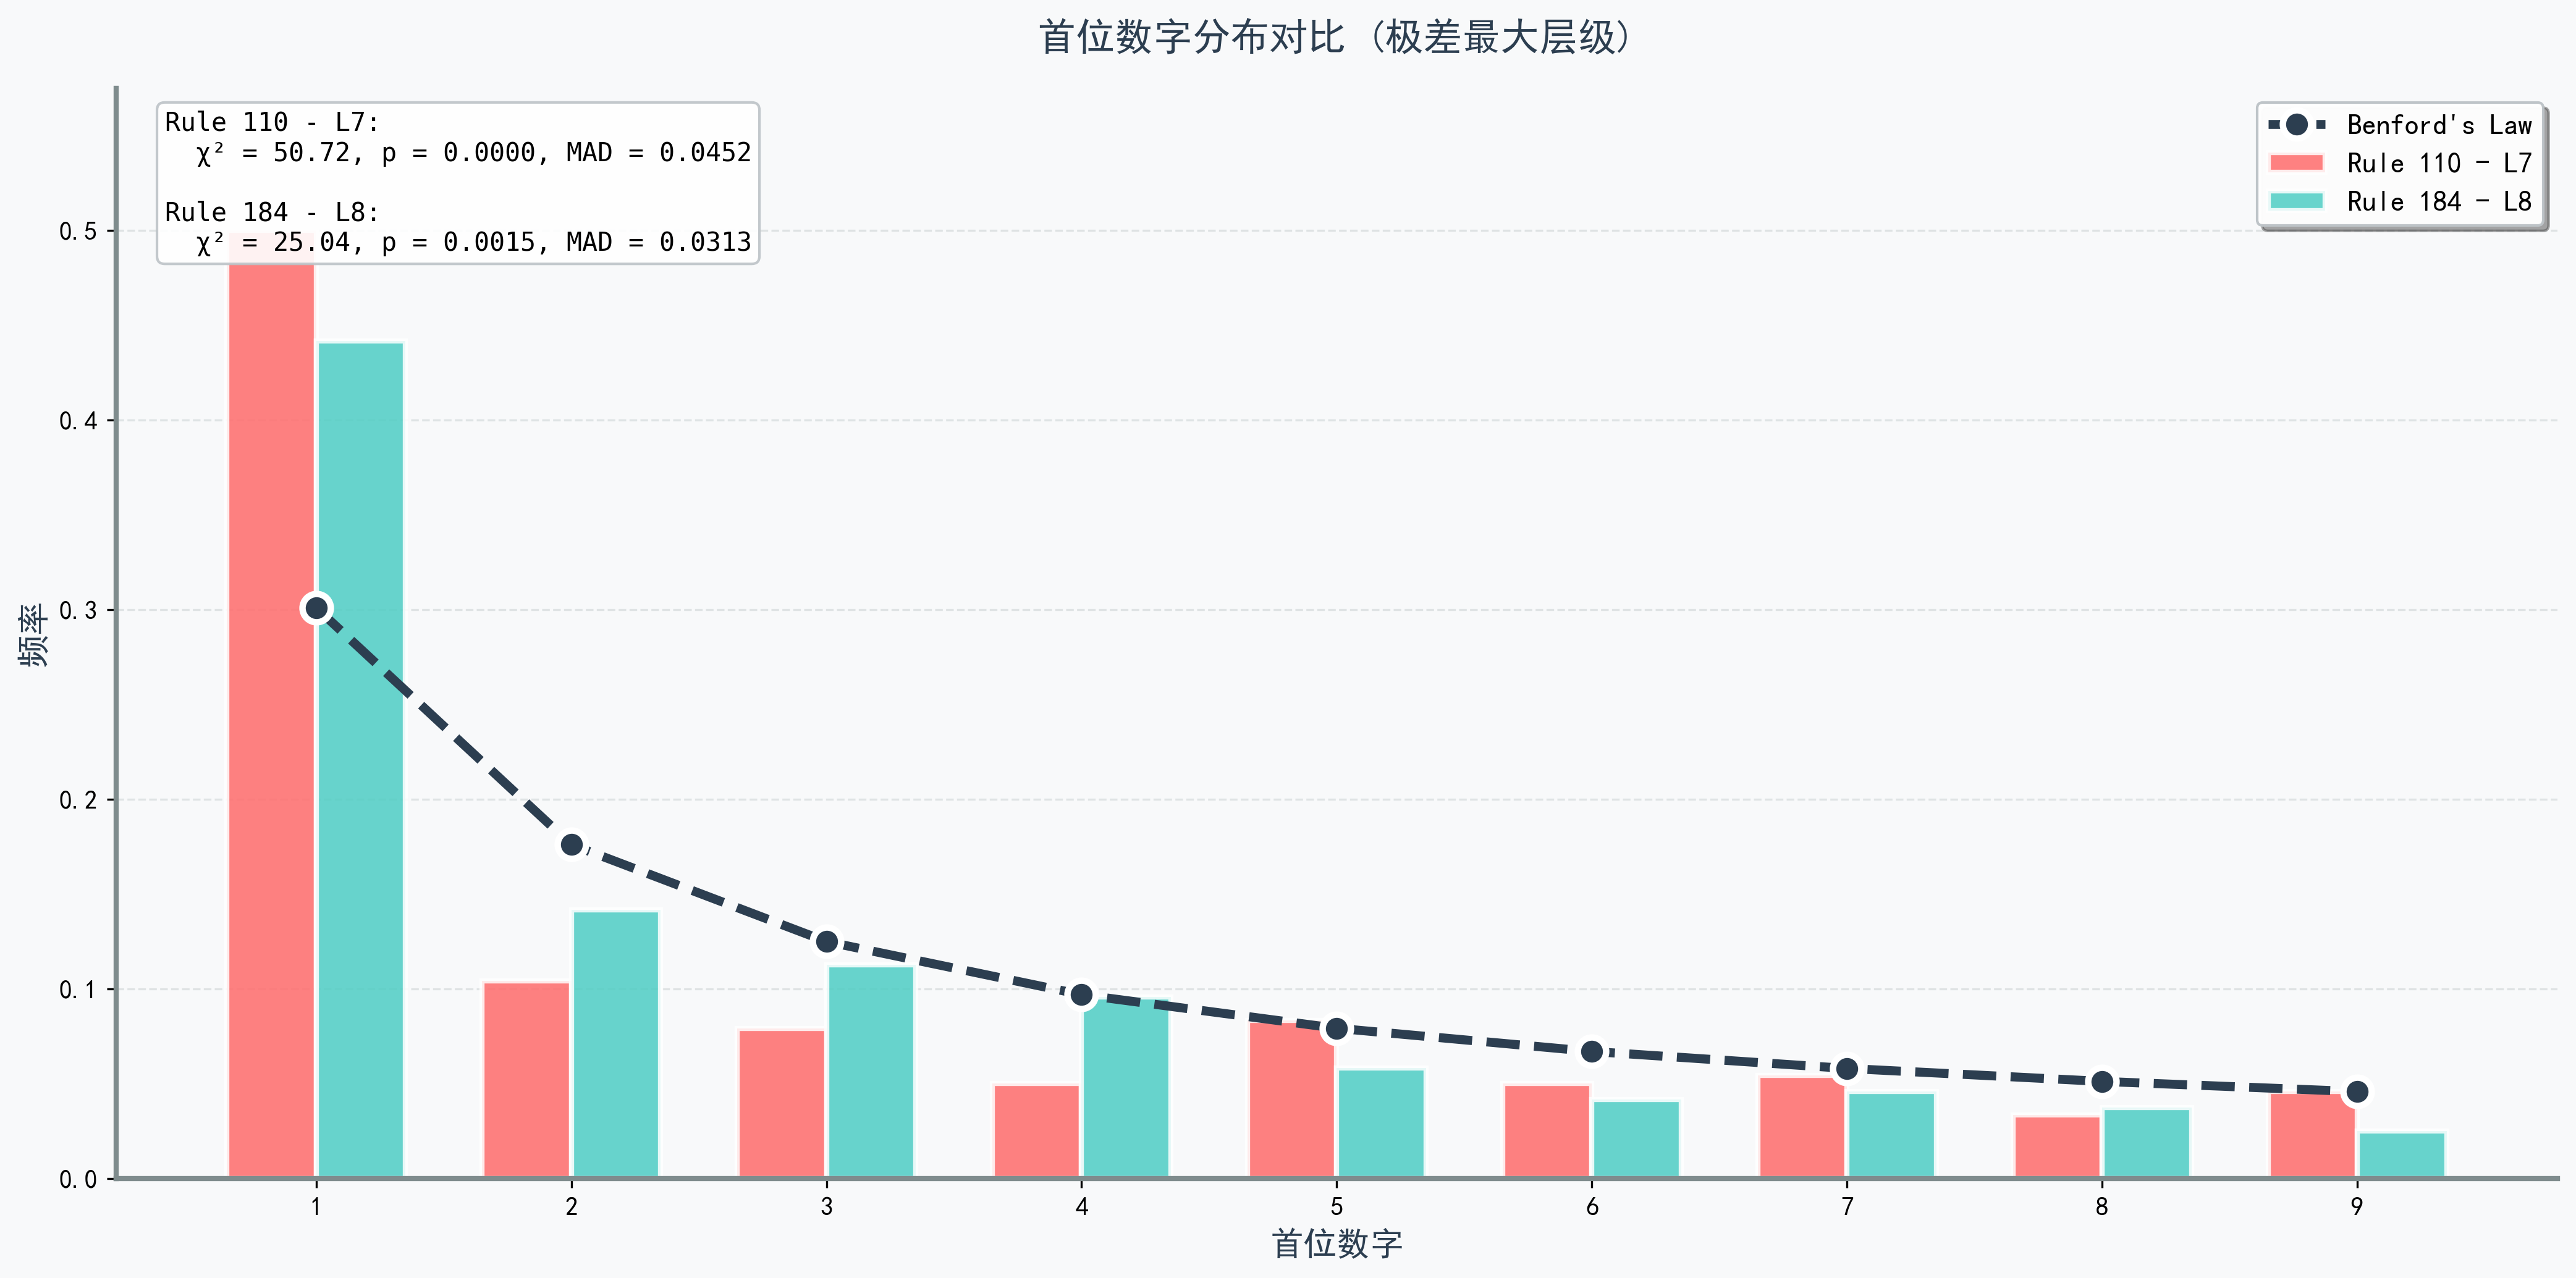 首位数字分布对比 (极差最大层级)
Rule 110 - L7:
χ² = 50.72, p = 0.0000, MAD = 0.0452
Rule 184 - L8:
χ² = 25.04, p = 0.0015, MAD = 0.0313
Benford's Law
Rule 110 - L7
Rule 184 - L8
频率
0.5
0.4
0.3
0.2
0.1
0.0
1 2 3 4 5 6 7 8 9
首位数字